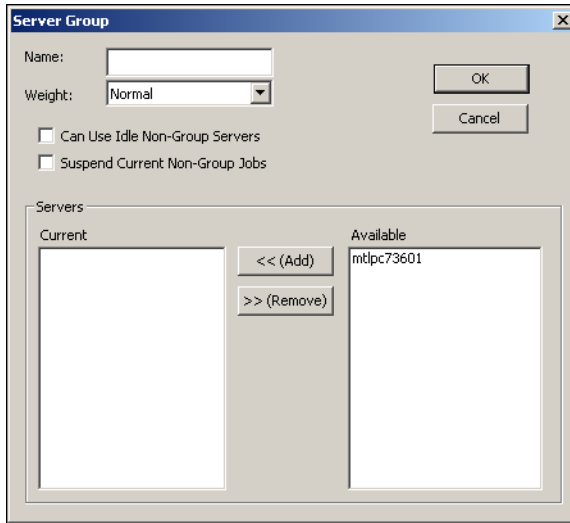 Server Group
Name:
OK
Weight: Normal
Cancel
Can Use Idle Non-Group Servers
Suspend Current Non-Group Jobs
Servers
Current
Available
<< (Add)
mtlpc73601
>> (Remove)